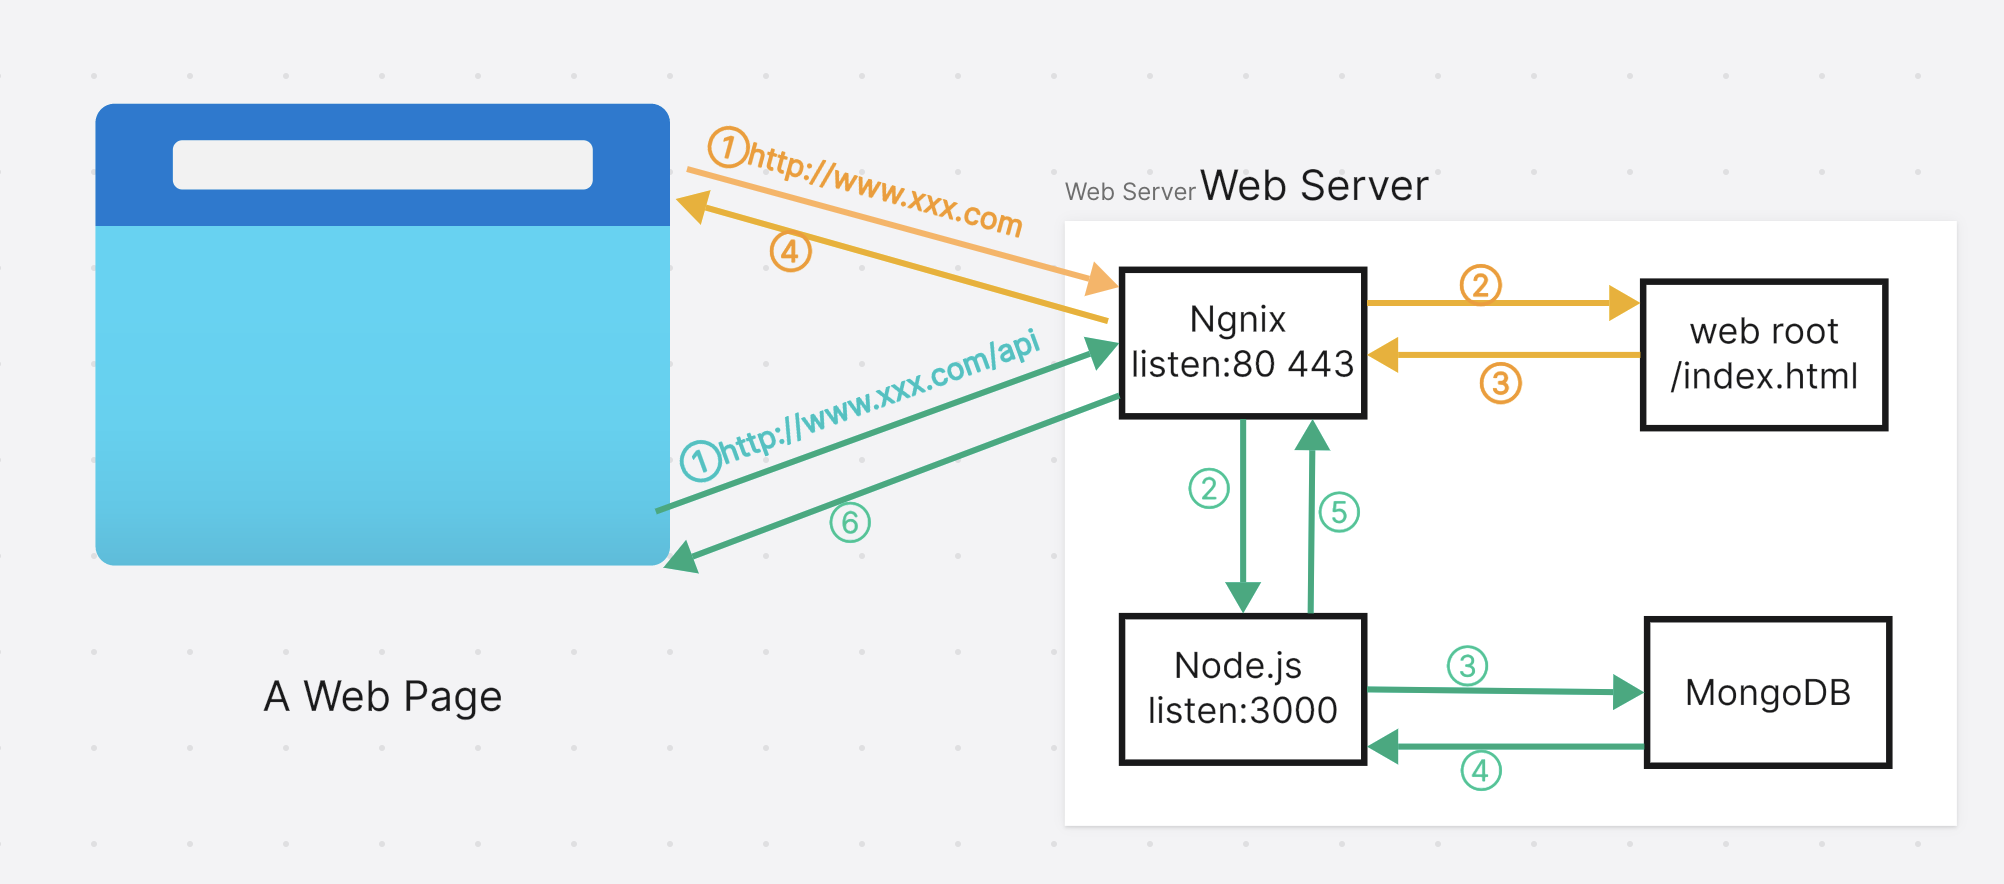 ①http://www.xxx.com
④
①http://www.xxx.com/api
⑥
A Web Page
Web Server
Web Server
Ngnix
listen:80 443
②
③
web root
/index.html
②
⑤
Node.js
listen:3000
③
④
MongoDB